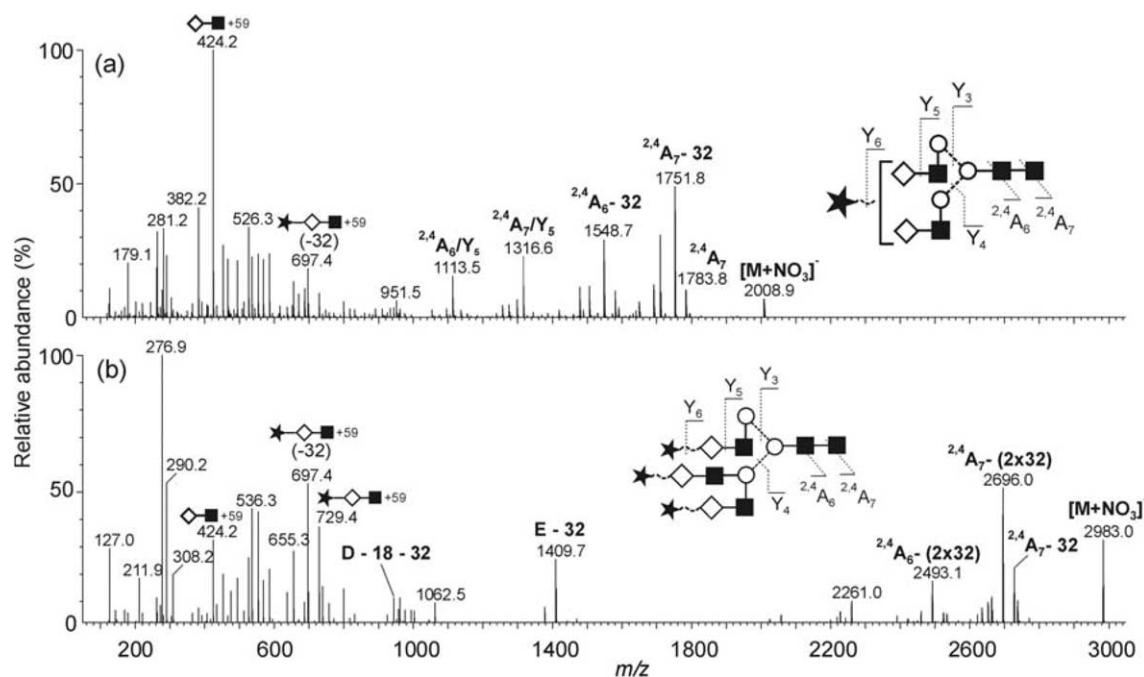 +59
424.2
100
(a)
Y₃
Y₅
Y₆
²,⁴A₇- 32
1751.8
50
382.2
281.2
526.3
+59
(-32)
697.4
179.1
²,⁴A₆- 32
1548.7
²,⁴A₇/Y₅
1316.6
²,⁴A₆/Y₅
1113.5
951.5
²,⁴A₇
1783.8
[M+NO₃]⁻
2008.9
²,⁴A₆
²,⁴A₇
Y₄
0
Relative abundance (%)
276.9
100
(b)
Y₃
Y₅
Y₆
+59
(-32)
697.4
290.2
50
+59
424.2
536.3
+59
729.4
655.3
127.0
211.9
308.2
D - 18 - 32
1062.5
E - 32
1409.7
²,⁴A₆
²,⁴A₇
Y₄
²,⁴A₇- (2x32)
2696.0
[M+NO₃]⁻
2983.0
²,⁴A₆- (2x32)
2493.1
²,⁴A₇- 32
2261.0
0
200 600 1000 1400 1800 2200 2600 3000
m/z